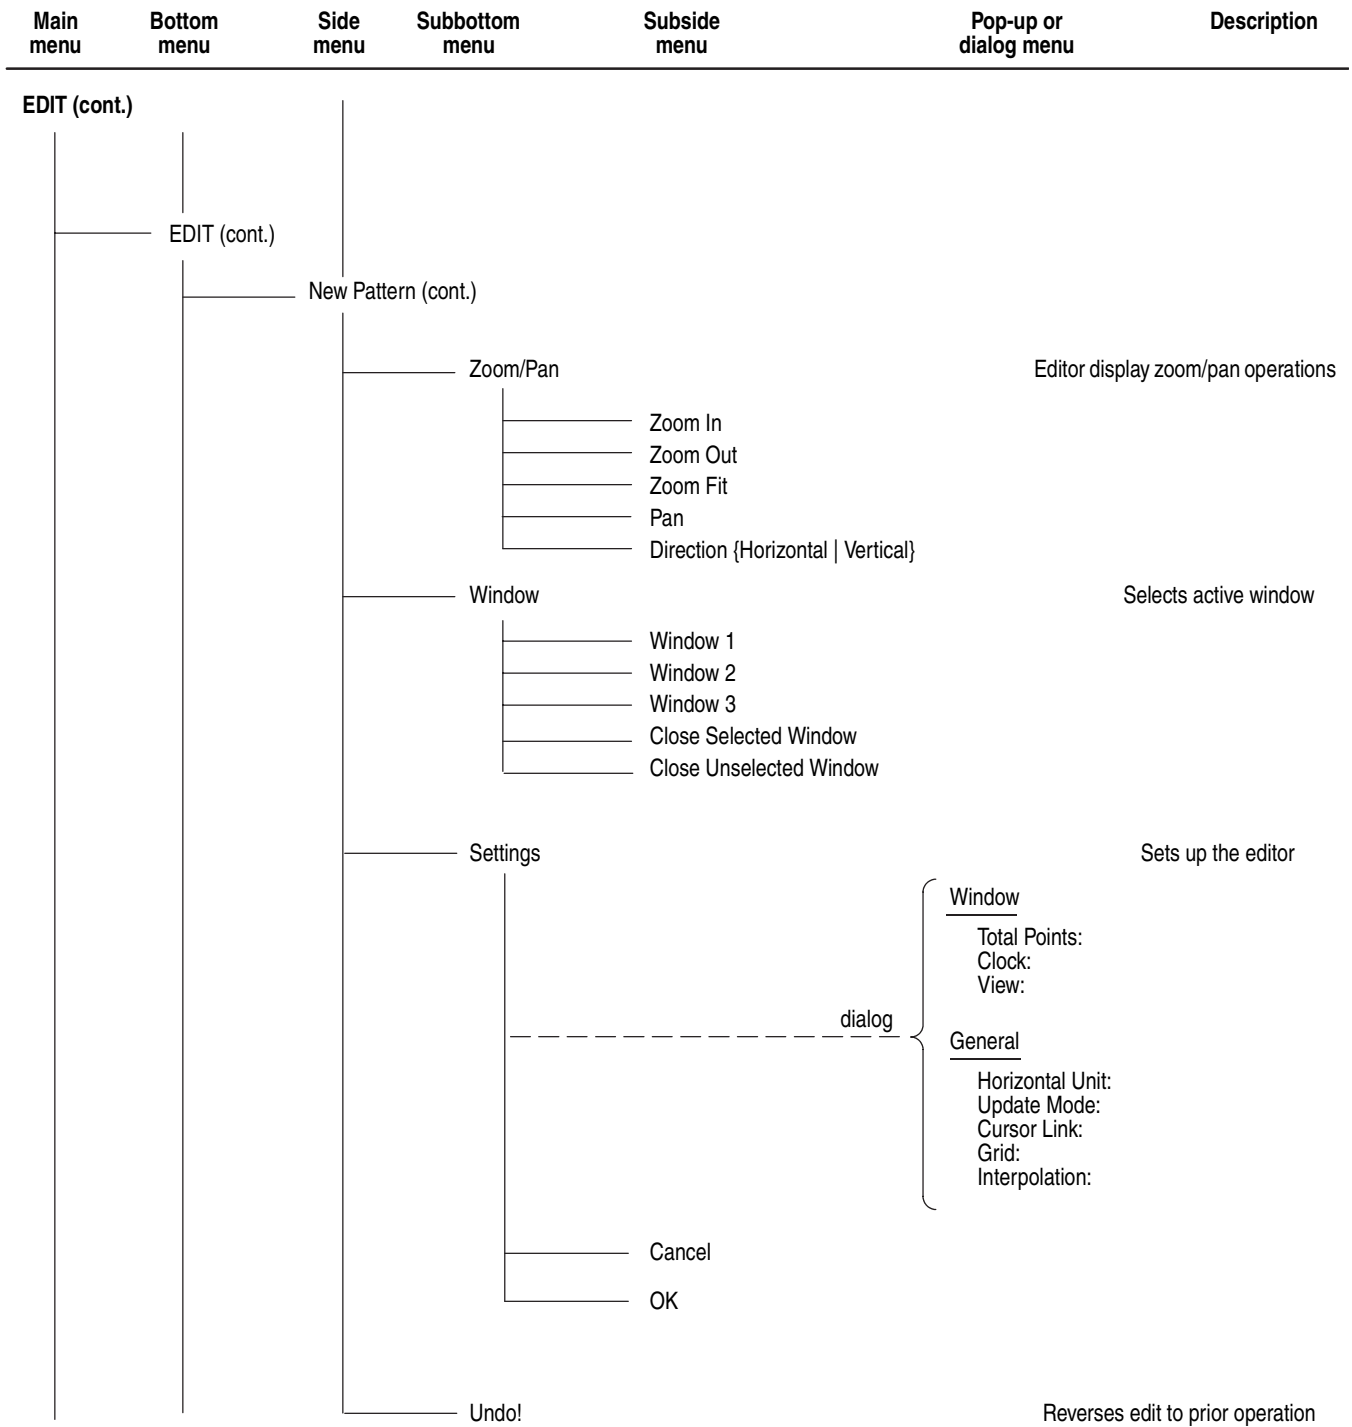 Main menu
Bottom menu
Side menu
Subbottom menu
Subside menu
Pop-up or dialog menu
Description
EDIT (cont.)
EDIT (cont.)
New Pattern (cont.)
Zoom/Pan
Editor display zoom/pan operations
Zoom In
Zoom Out
Zoom Fit
Pan
Direction {Horizontal | Vertical}
Window
Selects active window
Window 1
Window 2
Window 3
Close Selected Window
Close Unselected Window
Settings
Sets up the editor
Window
Total Points:
Clock:
View:
dialog
General
Horizontal Unit:
Update Mode:
Cursor Link:
Grid:
Interpolation:
Cancel
OK
Undo!
Reverses edit to prior operation